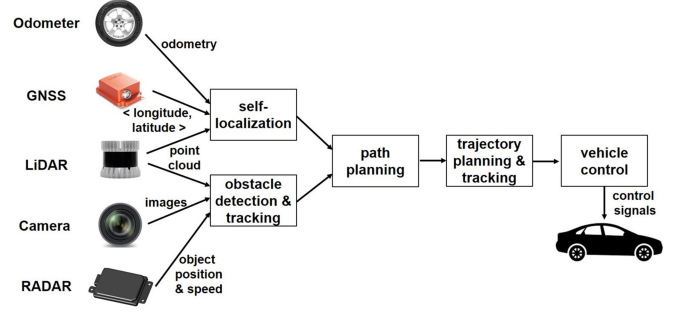 Odometer
odometry
GNSS
< longitude,
latitude >
self-
localization
LiDAR
point
cloud
path
planning
trajectory
planning &
tracking
vehicle
control
obstacle
detection &
tracking
control
signals
Camera
images
RADAR
object
position
& speed